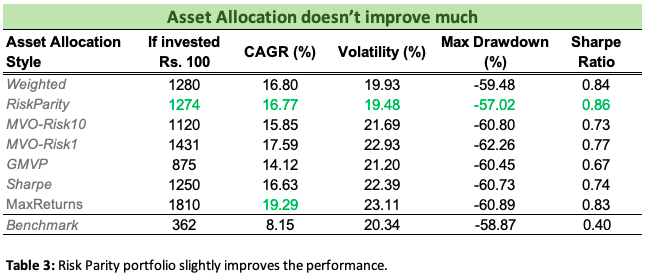 Asset Allocation doesn't improve much
Asset Allocation Style If invested Rs. 100 CAGR (%) Volatility (%) Max Drawdown (%) Sharpe Ratio
Weighted 1280 16.80 19.93 -59.48 0.84
RiskParity 1274 16.77 19.48 -57.02 0.86
MVO-Risk10 1120 15.85 21.69 -60.80 0.73
MVO-Risk1 1431 17.59 22.93 -62.26 0.77
GMVP 875 14.12 21.20 -60.45 0.67
Sharpe 1250 16.63 22.39 -60.73 0.74
MaxReturns 1810 19.29 23.11 -60.89 0.83
Benchmark 362 8.15 20.34 -58.87 0.40
Table 3: Risk Parity portfolio slightly improves the performance.